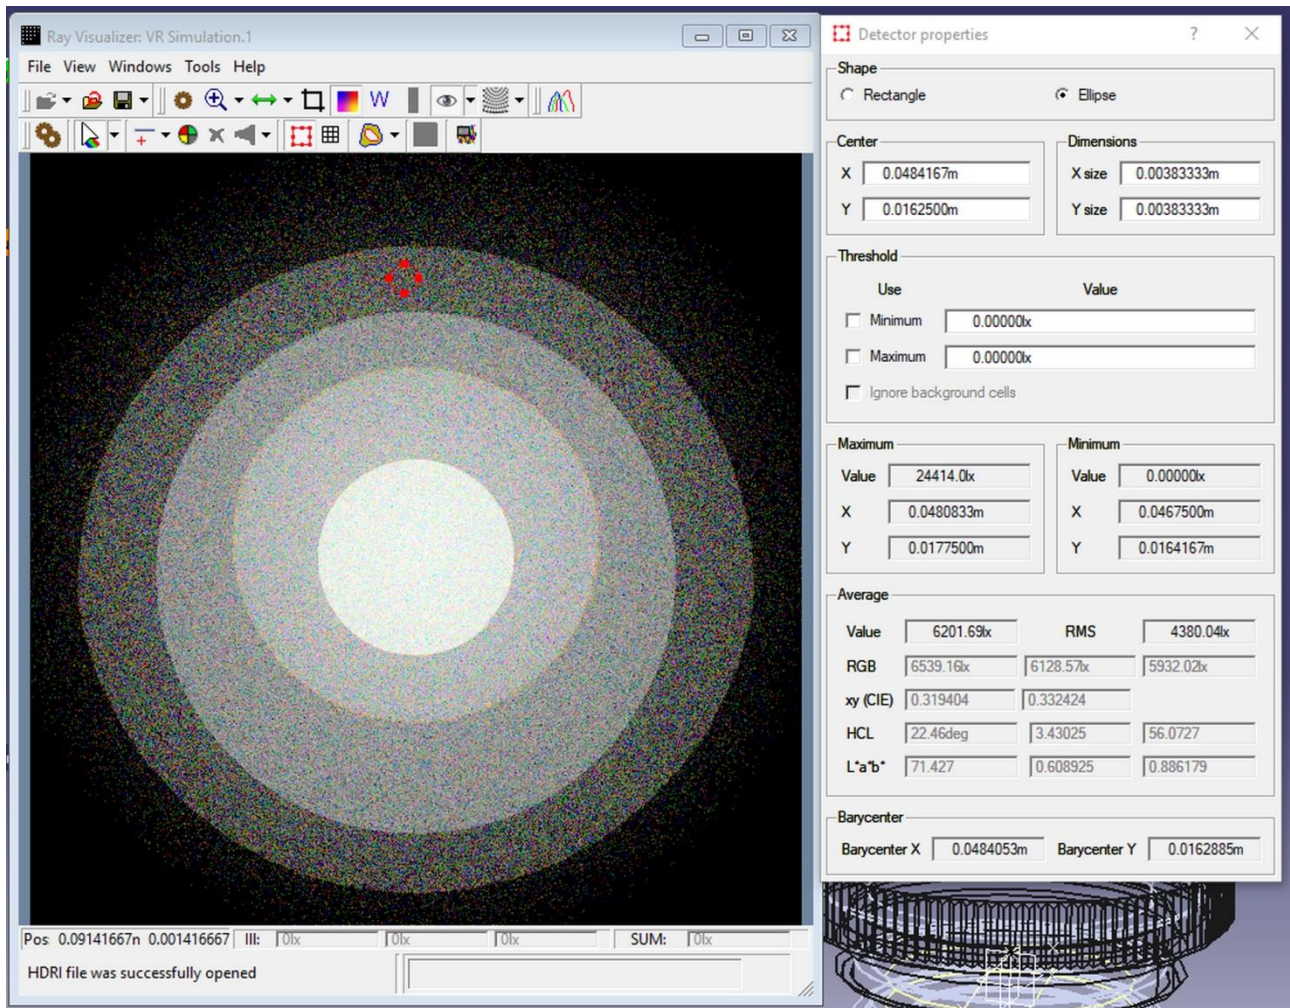 Ray Visualizer: VR Simulation.1
File View Windows Tools Help
W
Pos: 0.09141667n 0.001416667 Ill: 0lx 0lx 0lx SUM: 0lx
HDRI file was successfully opened
Detector properties ?
Shape
Rectangle Ellipse
Center Dimensions
X 0.0484167m X size 0.00383333m
Y 0.0162500m Y size 0.00383333m
Threshold
Use Value
Minimum 0.00000lx
Maximum 0.00000lx
Ignore background cells
Maximum Minimum
Value 24414.0lx Value 0.00000lx
X 0.0480833m X 0.0467500m
Y 0.0177500m Y 0.0164167m
Average
Value 6201.69lx RMS 4380.04lx
RGB 6539.16lx 6128.57lx 5932.02lx
xy (CIE) 0.319404 0.332424
HCL 22.46deg 3.43025 56.0727
L*a*b* 71.427 0.608925 0.886179
Barycenter
Barycenter X 0.0484053m Barycenter Y 0.0162885m